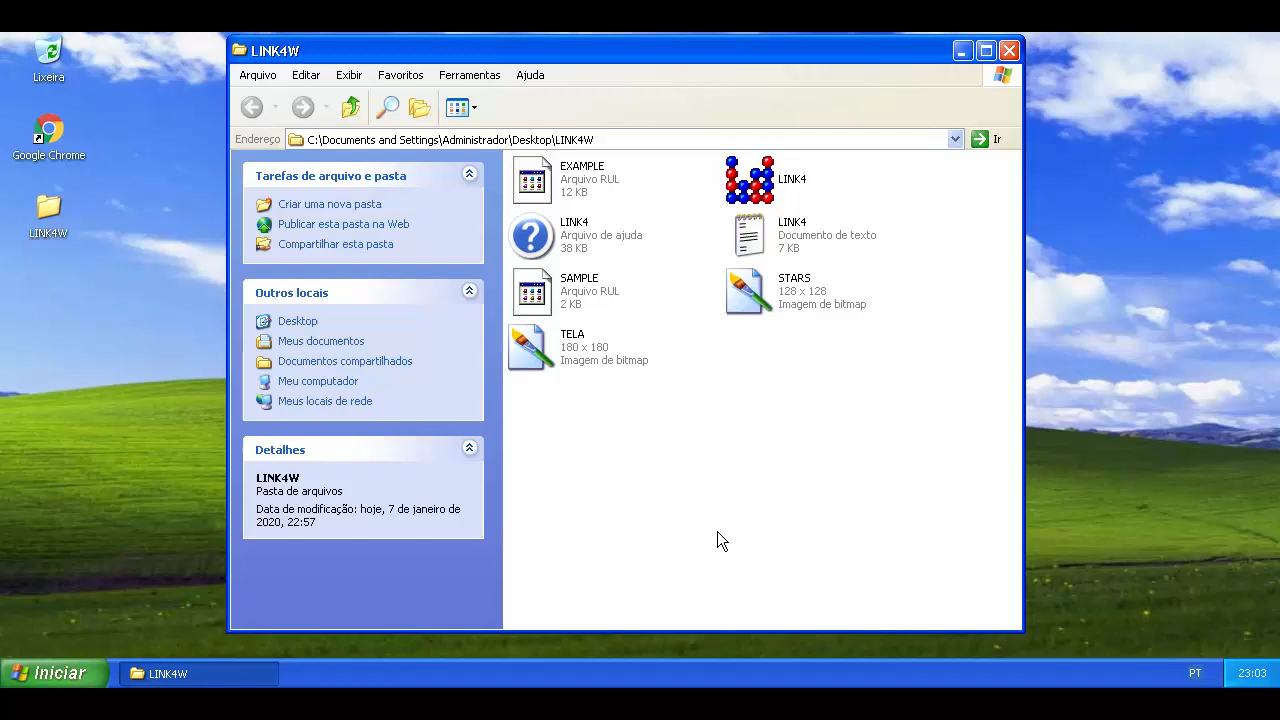 Lixeira
Google Chrome
LINK4W
LINK4W
Arquivo Editar Exibir Favoritos Ferramentas Ajuda
Endereço C:\Documents and Settings\Administrador\Desktop\LINK4W Ir
Tarefas de arquivo e pasta
Criar uma nova pasta
Publicar esta pasta na Web
Compartilhar esta pasta
Outros locais
Desktop
Meus documentos
Documentos compartilhados
Meu computador
Meus locais de rede
Detalhes
LINK4W
Pasta de arquivos
Data de modificação: hoje, 7 de janeiro de
2020, 22:57
EXAMPLE
Arquivo RUL
12 KB
LINK4
LINK4
Arquivo de ajuda
38 KB
LINK4
Documento de texto
7 KB
SAMPLE
Arquivo RUL
2 KB
STARS
128 x 128
Imagem de bitmap
TELA
180 x 180
Imagem de bitmap
Iniciar
LINK4W
PT
23:03